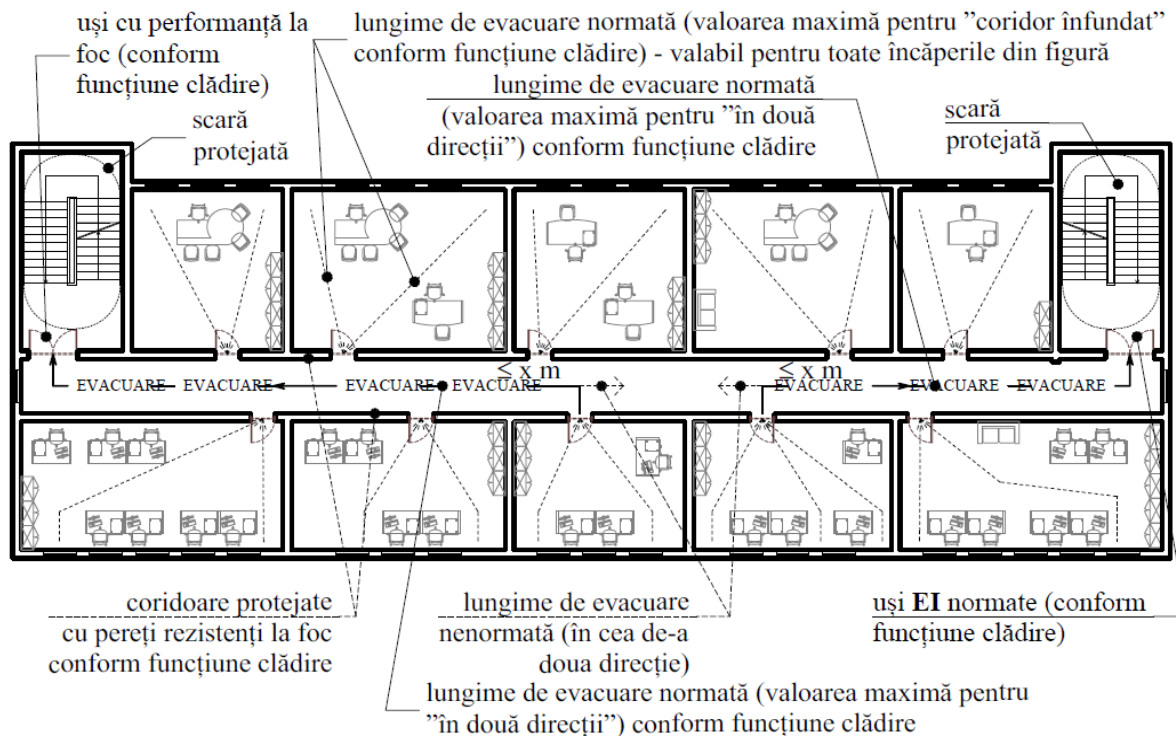 uși cu performanță la
foc (conform
funcțiune clădire)
lungime de evacuare normată (valoarea maximă pentru ”coridor înfundat”
conform funcțiune clădire) - valabil pentru toate încăperile din figură
lungime de evacuare normată
(valoarea maximă pentru ”în două
direcții”) conform funcțiune clădire
scară
protejată
scară
protejată
≤ x m
≤ x m
EVACUARE EVACUARE EVACUARE EVACUARE EVACUARE EVACUARE EVACUARE
coridoare protejate
cu pereți rezistenți la foc
conform funcțiune clădire
lungime de evacuare
nenormată (în cea de-a
doua direcție)
uși EI normate (conform
funcțiune clădire)
lungime de evacuare normată (valoarea maximă pentru
”în două direcții”) conform funcțiune clădire